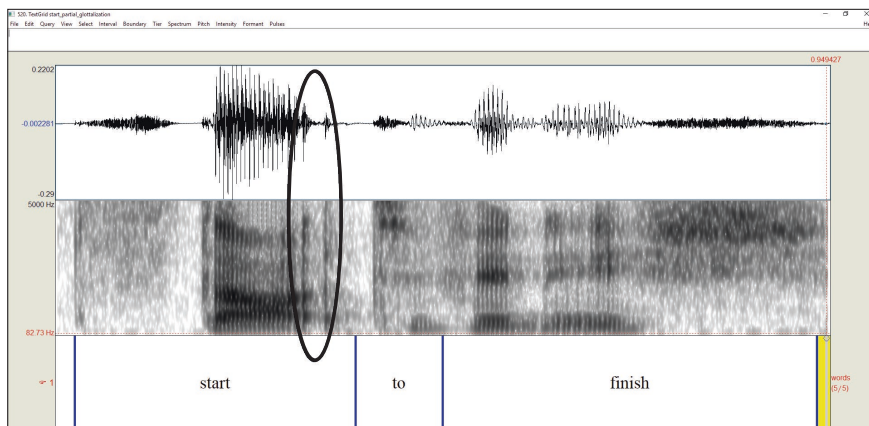 520. TextGrid start_partial_glottalization
File Edit Query View Select Interval Boundary Tier Spectrum Pitch Intensity Formant Pulses He
0.949427
0.2202
-0.002281
-0.29
5000 Hz
82.73 Hz
1 start to finish words
(5/5)